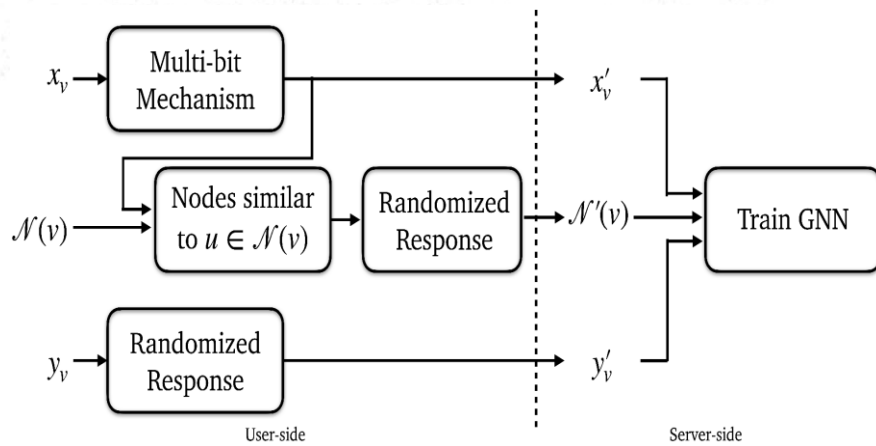 x_v
Multi-bit
Mechanism
x′_v
𝒩(v)
Nodes similar
to u ∈ 𝒩(v)
Randomized
Response
𝒩′(v)
Train GNN
y_v
Randomized
Response
y′_v
User-side
Server-side